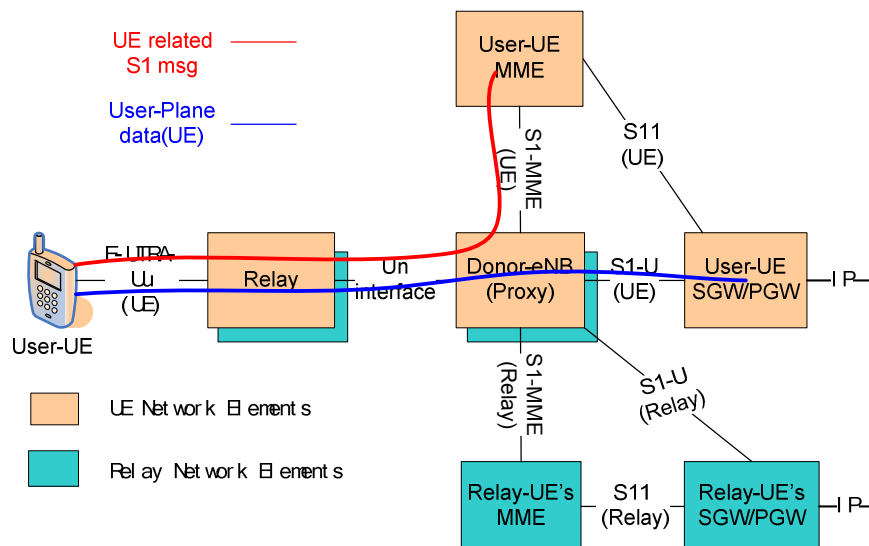 UE related
S1 msg
User-Plane
data(UE)
User-UE
MME
S1-MME
(UE)
S11
(UE)
E-UTRA-
Uu
(UE)
Relay
Un
interface
Donor-eNB
(Proxy)
S1-U
(UE)
User-UE
SGW/PGW
IP
User-UE
S1-MME
(Relay)
S1-U
(Relay)
UE Network Elements
Relay Network Elements
Relay-UE's
MME
S11
(Relay)
Relay-UE's
SGW/PGW
IP